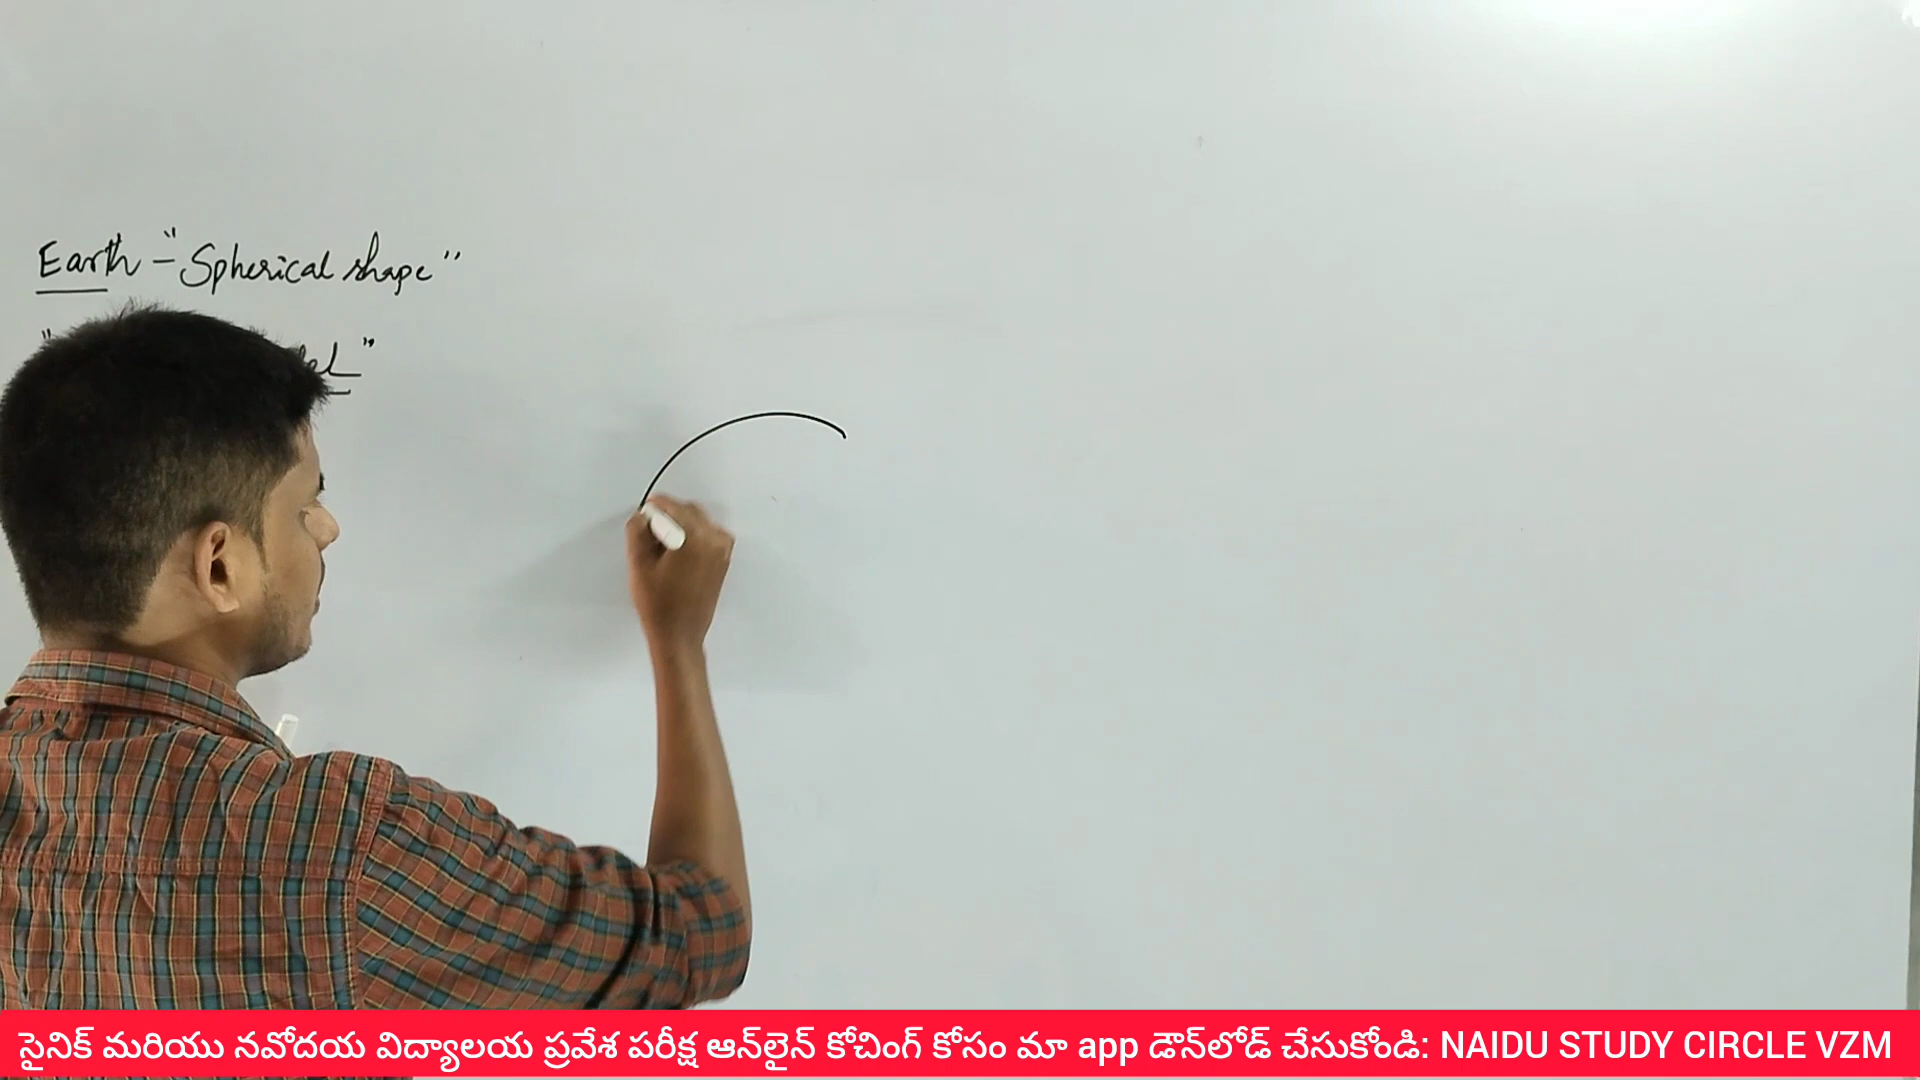 Earth - "Spherical shape"
సైనిక్ మరియు నవోదయ విద్యాలయ ప్రవేశ పరీక్ష ఆన్‌లైన్ కోచింగ్ కోసం మా app డౌన్‌లోడ్ చేసుకోండి: NAIDU STUDY CIRCLE VZM